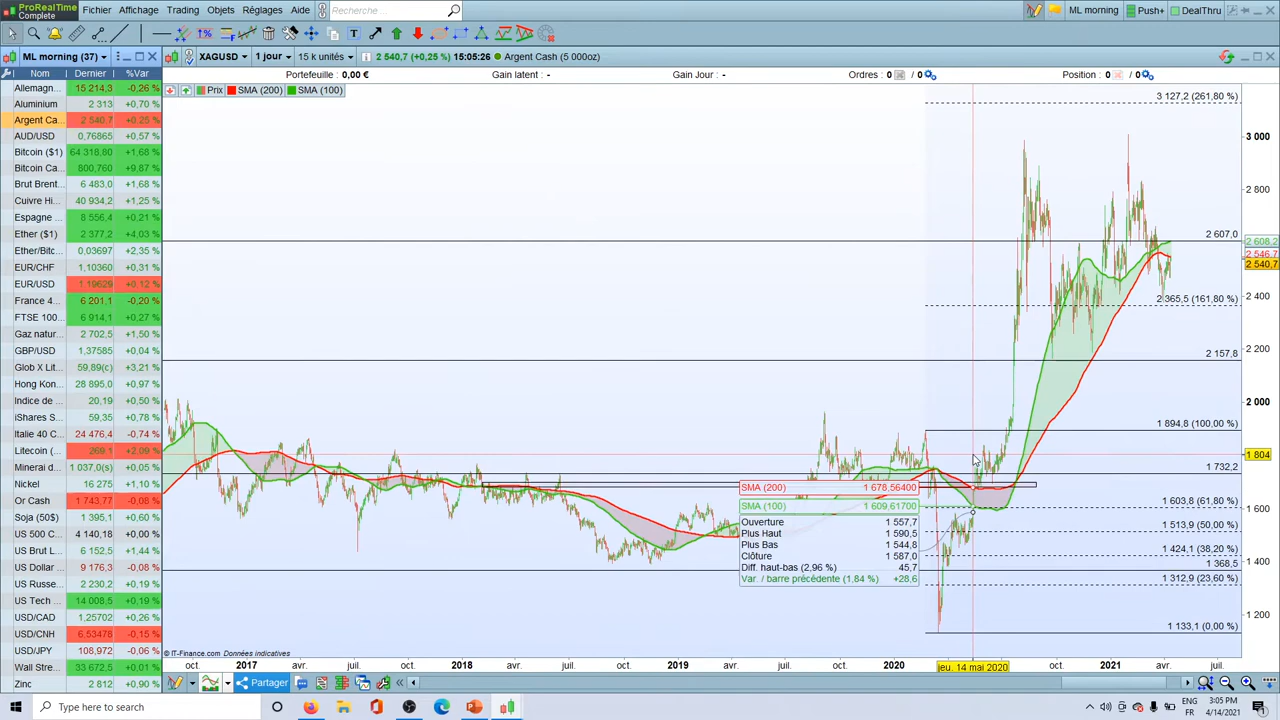 ProRealTime
Complete
Fichier Affichage Trading Objets Réglages Aide
Recherche ...
ML morning Push+ DealThru
ML morning (37)
XAGUSD 1 jour 15 k unités 2 540,7 (+0,25 %) 15:05:26 Argent Cash (5 000oz)
Nom Dernier %Var
Portefeuille : 0,00 € Gain latent : - Gain Jour : - Ordres : 0 / 0 Position : 0 / 0
Prix SMA (200) SMA (100)
Allemagn... 15 214,3 -0,26 %
Aluminium 2 313 +0,70 %
Argent Ca... 2 540,7 +0,25 %
AUD/USD 0,76865 +0,57 %
Bitcoin ($1) 64 318,80 +1,68 %
Bitcoin Ca... 800,760 +9,87 %
Brut Brent... 6 483,0 +1,68 %
Cuivre Hi... 40 934,2 +1,25 %
Espagne ... 8 556,4 +0,21 %
Ether ($1) 2 377,2 +4,03 %
Ether/Bitc... 0,03697 +2,35 %
EUR/CHF 1,10360 +0,31 %
EUR/USD 1,19629 +0,12 %
France 4... 6 201,1 -0,20 %
FTSE 100... 6 914,1 +0,27 %
Gaz natur... 2 702,5 +1,50 %
GBP/USD 1,37585 +0,04 %
Glob X Lit... 59,89(c) +3,21 %
Hong Kon... 28 895,0 +0,97 %
Indice de ... 20,19 +0,50 %
iShares S... 59,35 +0,78 %
Italie 40 C... 24 476,4 -0,74 %
Litecoin (... 269,1 +2,09 %
Minerai d... 1 037,0(s) +0,05 %
Nickel 16 275 +1,10 %
Or Cash 1 743,77 -0,08 %
Soja (50$) 1 395,1 +0,60 %
US 500 C... 4 140,18 +0,00 %
US Brut L... 6 152,5 +1,44 %
US Dollar ... 9 176,3 -0,08 %
US Russe... 2 230,2 +0,19 %
US Tech ... 14 008,5 +0,19 %
USD/CAD 1,25702 +0,26 %
USD/CNH 6,53478 -0,15 %
USD/JPY 108,972 -0,06 %
Wall Stre... 33 672,5 +0,01 %
Zinc 2 812 +0,90 %
3 127,2 (261,80 %)
3 000
2 800
2 607,0
2 608,2
2 546,7
2 540,7
2 365,5 (161,80 %)
2 400
2 157,8
2 200
2 000
1 894,8 (100,00 %)
1 804
1 732,2
1 603,8 (61,80 %)
1 600
1 513,9 (50,00 %)
1 424,1 (38,20 %)
1 400
1 368,5
1 312,9 (23,60 %)
1 200
1 133,1 (0,00 %)
SMA (200) 1 678,56400
SMA (100) 1 609,61700
Ouverture 1 557,7
Plus Haut 1 590,5
Plus Bas 1 544,8
Clôture 1 587,0
Diff. haut-bas (2,96 %) 45,7
Var. / barre précédente (1,84 %) +28,6
© IT-Finance.com Données indicatives
oct. 2017 avr. juil. oct. 2018 avr. juil. oct. 2019 avr. 2020 jeu. 14 mai 2020 oct. 2021 avr. juil.
Partager
Type here to search
ENG 3:05 PM
FR 4/14/2021